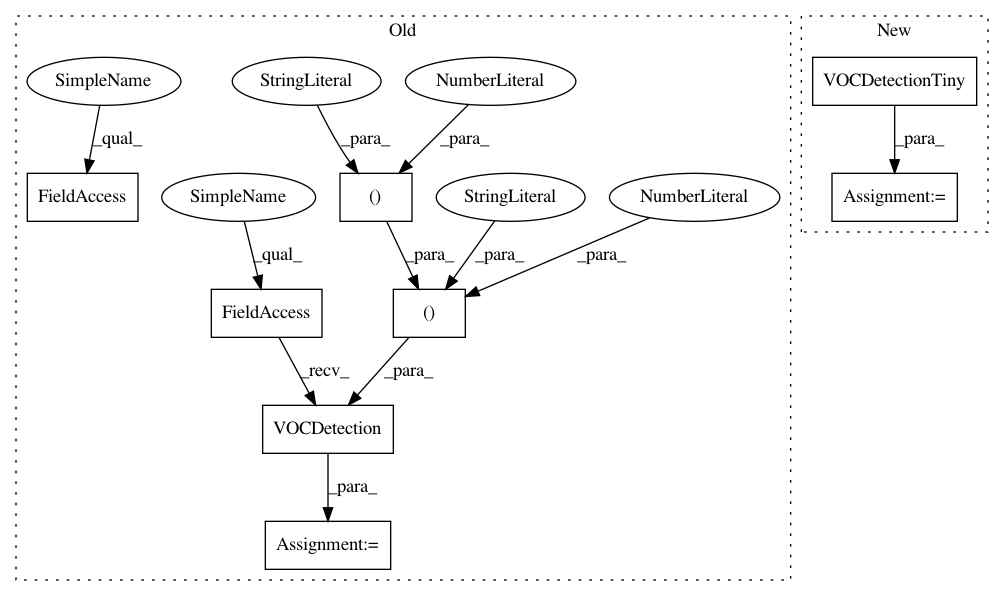 Old
New
SimpleName
StringLiteral
NumberLiteral
VOCDetectionTiny
_qual_
_para_
_para_
_para_
FieldAccess
SimpleName
()
StringLiteral
NumberLiteral
Assignment:=
_qual_
_para_
_para_
_para_
FieldAccess
()
_recv_
_para_
VOCDetection
_para_
Assignment:=